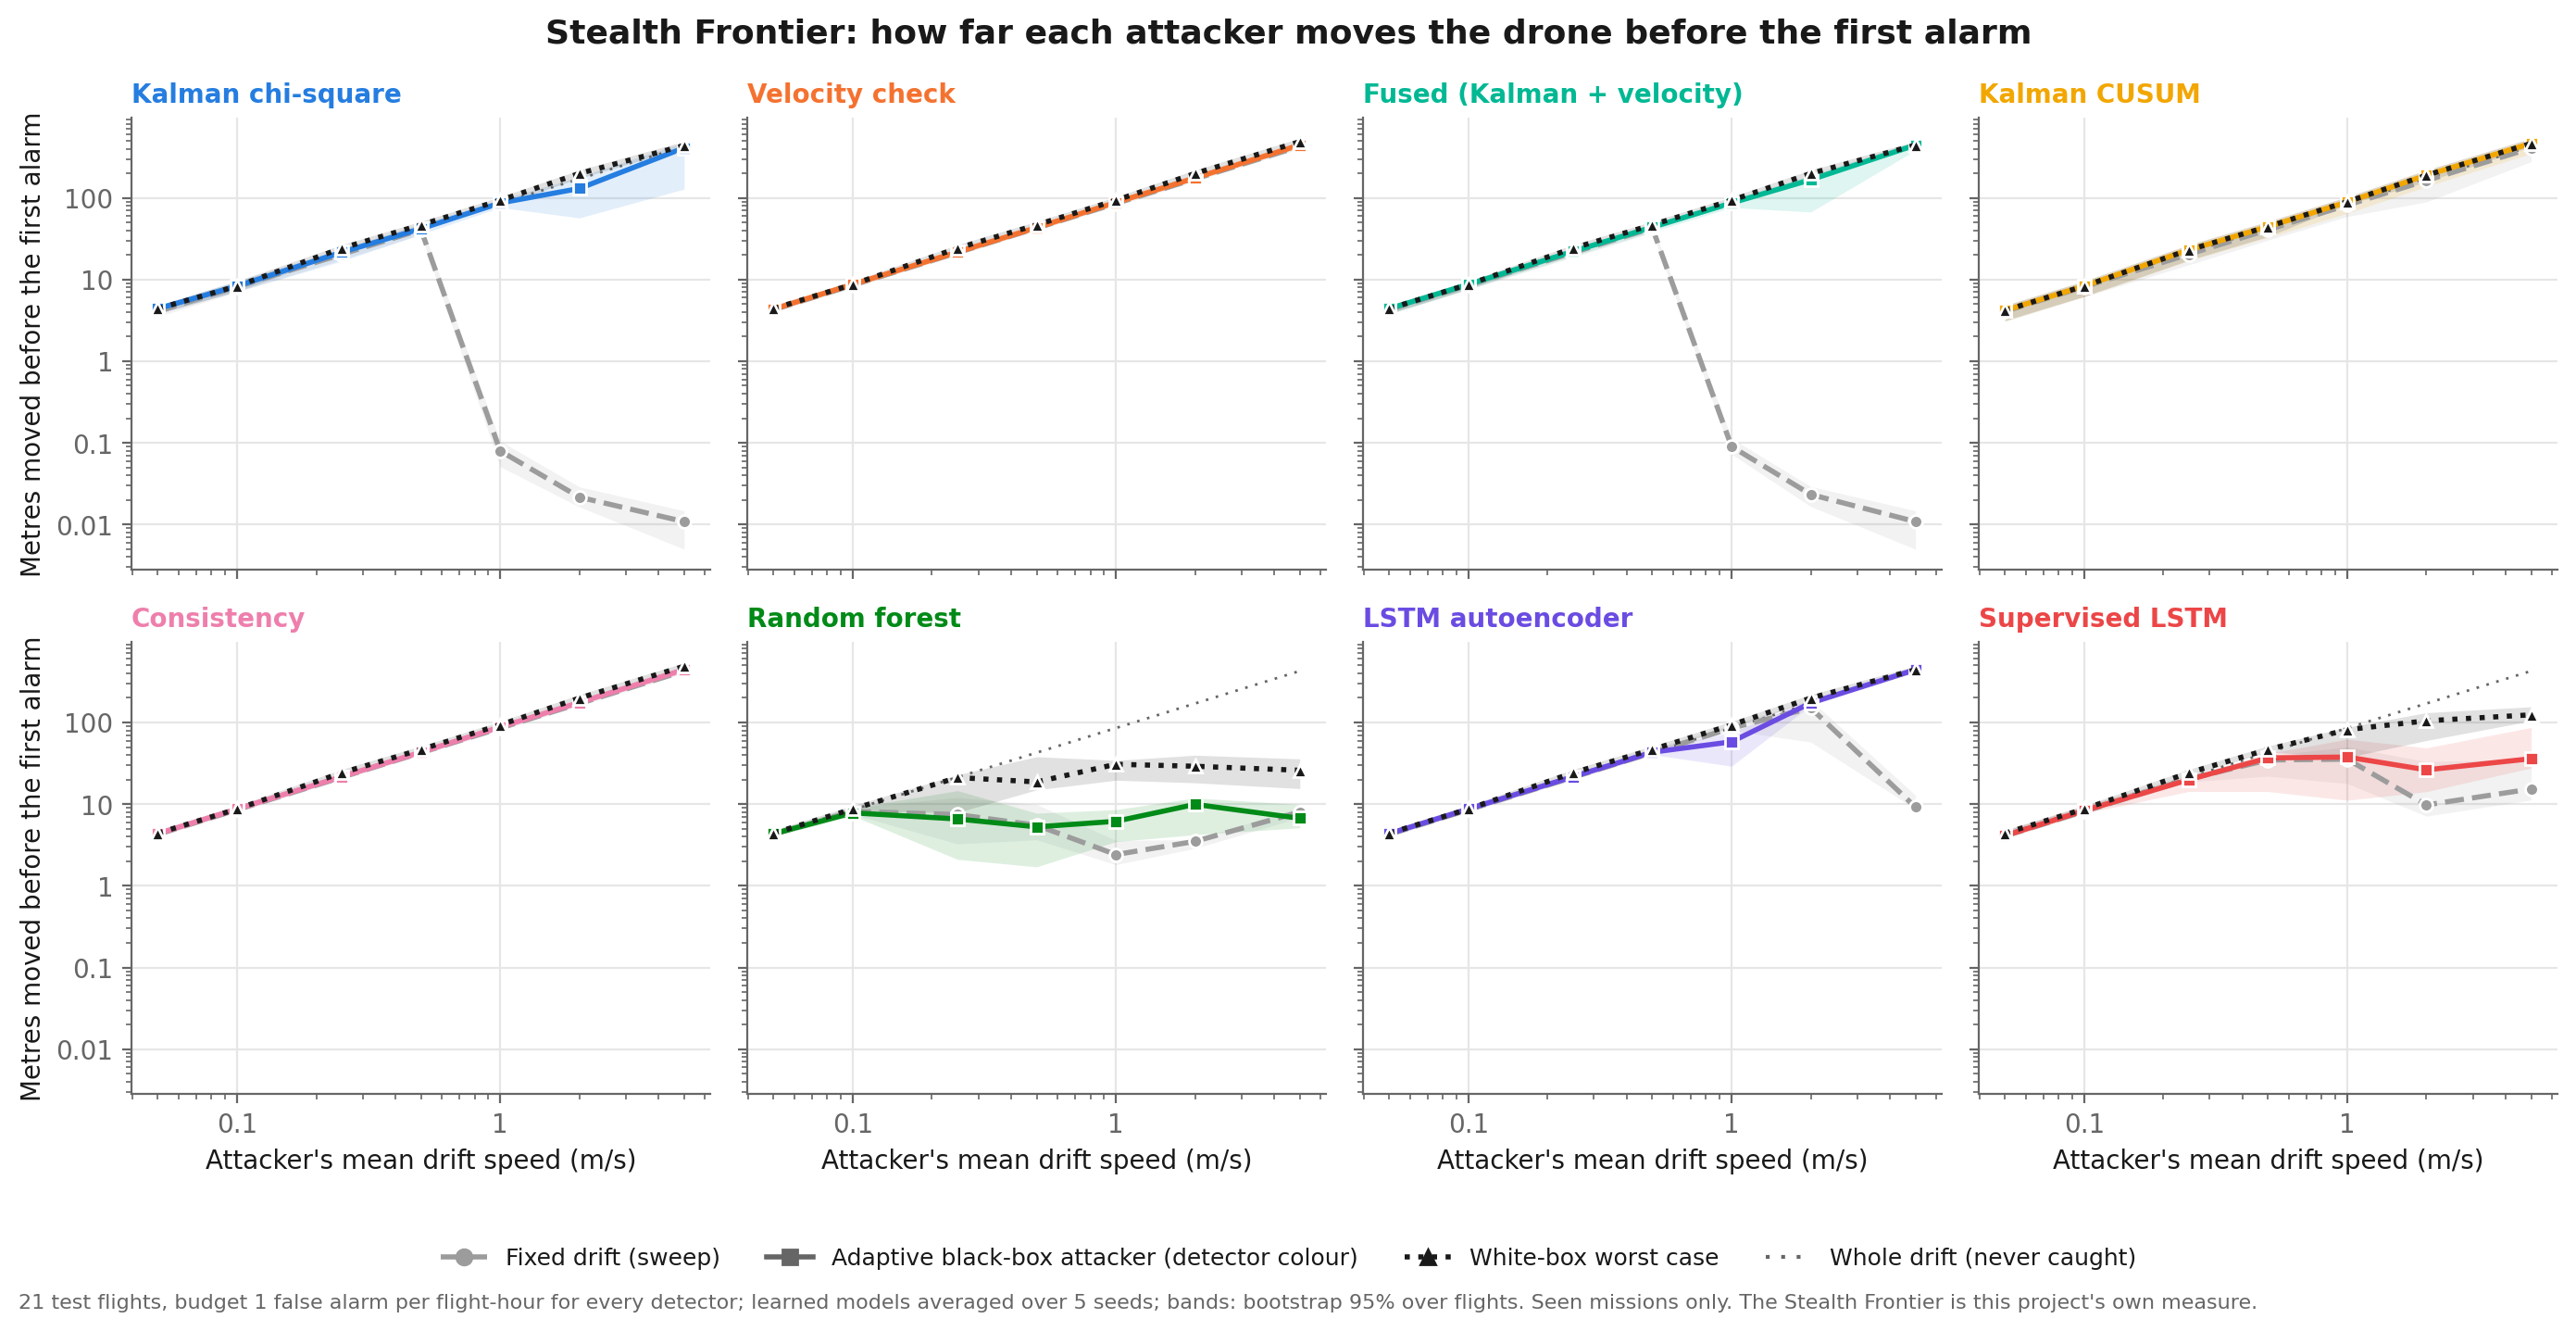 Stealth Frontier: how far each attacker moves the drone before the first alarm
Kalman chi-square
Velocity check
Fused (Kalman + velocity)
Kalman CUSUM
Metres moved before the first alarm
100
10
1
0.1
0.01
Consistency
Random forest
LSTM autoencoder
Supervised LSTM
Metres moved before the first alarm
100
10
1
0.1
0.01
0.1 1 0.1 1 0.1 1 0.1 1
Attacker's mean drift speed (m/s)
Attacker's mean drift speed (m/s)
Attacker's mean drift speed (m/s)
Attacker's mean drift speed (m/s)
Fixed drift (sweep)
Adaptive black-box attacker (detector colour)
White-box worst case
Whole drift (never caught)
21 test flights, budget 1 false alarm per flight-hour for every detector; learned models averaged over 5 seeds; bands: bootstrap 95% over flights. Seen missions only. The Stealth Frontier is this project's own measure.